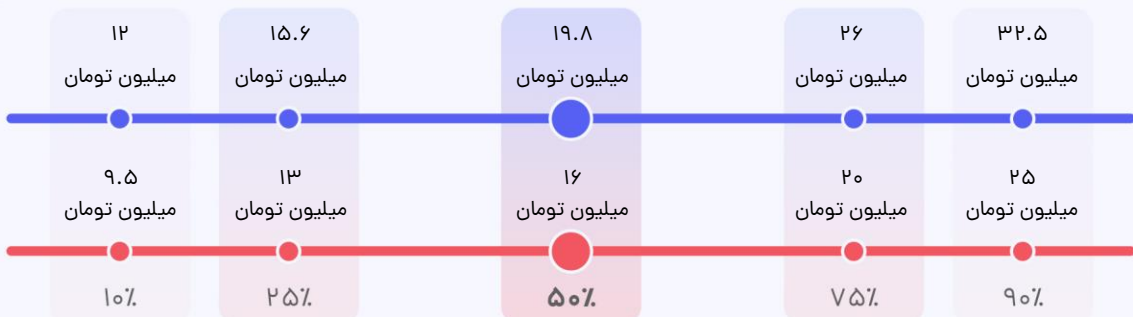 ۱۲ ۱۵.۶ ۱۹.۸ ۲۶ ۳۲.۵
میلیون تومان میلیون تومان میلیون تومان میلیون تومان میلیون تومان
۹.۵ ۱۳ ۱۶ ۲۰ ۲۵
میلیون تومان میلیون تومان میلیون تومان میلیون تومان میلیون تومان
۱۰٪ ۲۵٪ ۵۰٪ ۷۵٪ ۹۰٪